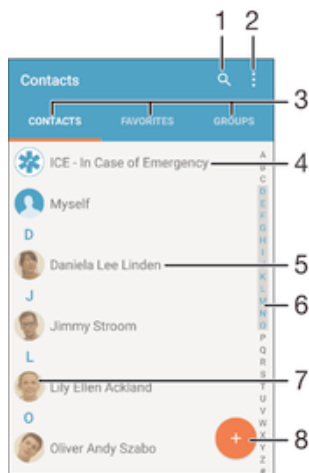 1 2
Contacts
3
CONTACTS FAVORITES GROUPS
ICE - In Case of Emergency 4
Myself
D
Daniela Lee Linden 5
J
6
Jimmy Stroom
L
7 Lily Ellen Ackland
O
+ 8
Oliver Andy Szabo
A
B
C
D
E
F
G
H
I
K
L
M
N
O
P
Q
R
S
T
U
V
W
X
Y
Z
#